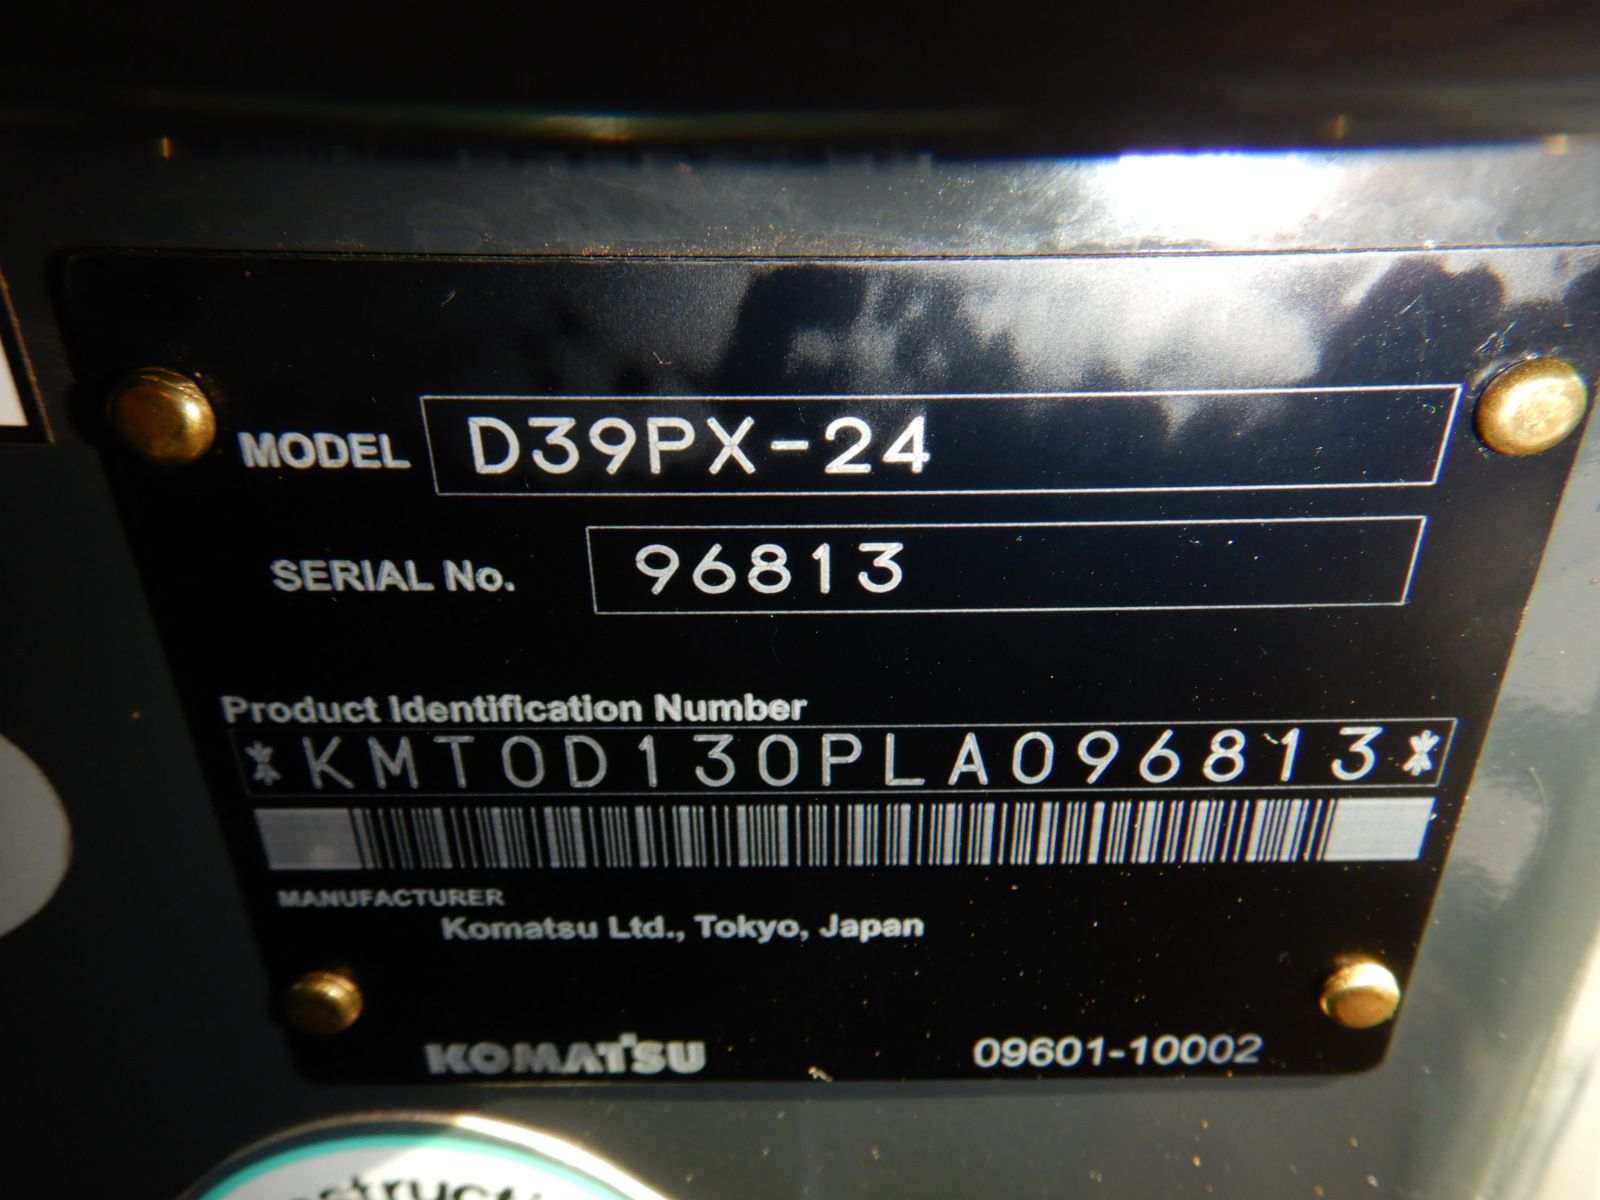 MODEL D39PX-24
SERIAL No. 96813
Product Identification Number
*KMT0D130PLA096813*
MANUFACTURER
Komatsu Ltd., Tokyo, Japan
KOMATSU 09601-10002